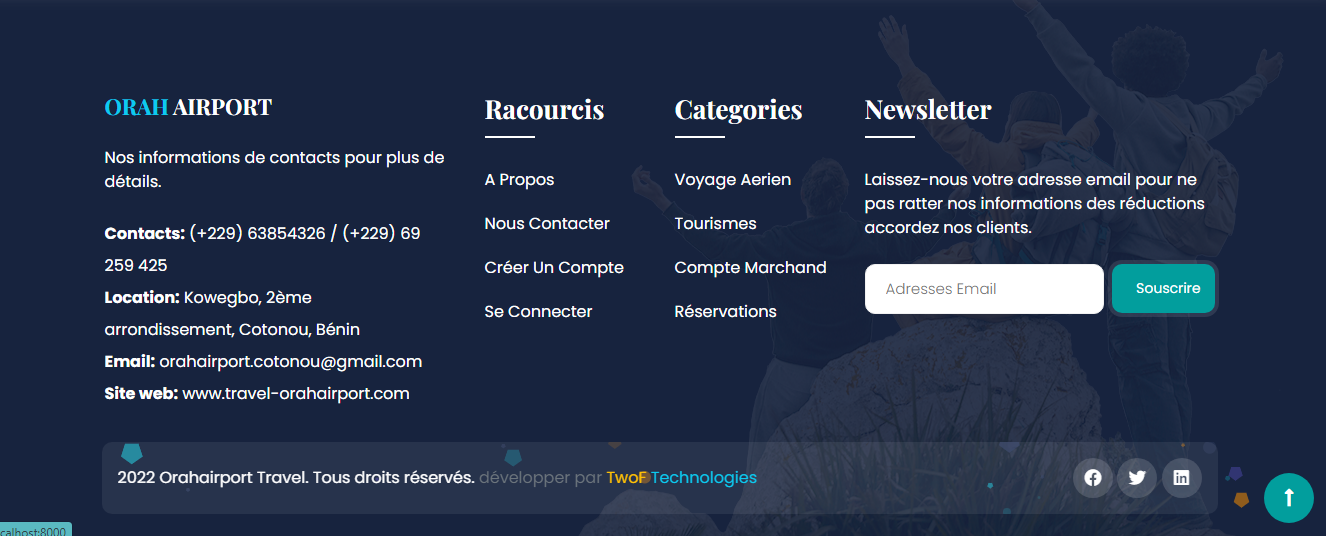 ORAH AIRPORT
Nos informations de contacts pour plus de
détails.
Contacts: (+229) 63854326 / (+229) 69
259 425
Location: Kowegbo, 2ème
arrondissement, Cotonou, Bénin
Email: orahairport.cotonou@gmail.com
Site web: www.travel-orahairport.com
Racourcis
A Propos
Nous Contacter
Créer Un Compte
Se Connecter
Categories
Voyage Aerien
Tourismes
Compte Marchand
Réservations
Newsletter
Laissez-nous votre adresse email pour ne
pas ratter nos informations des réductions
accordez nos clients.
Adresses Email
Souscrire
2022 Orahairport Travel. Tous droits réservés. développer par TwoF Technologies
calhost:8000